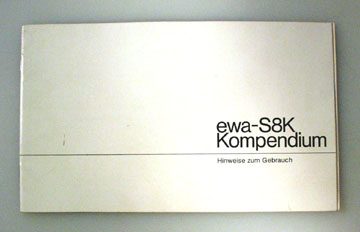 ewa-S8K
Kompendium
Hinweise zum Gebrauch